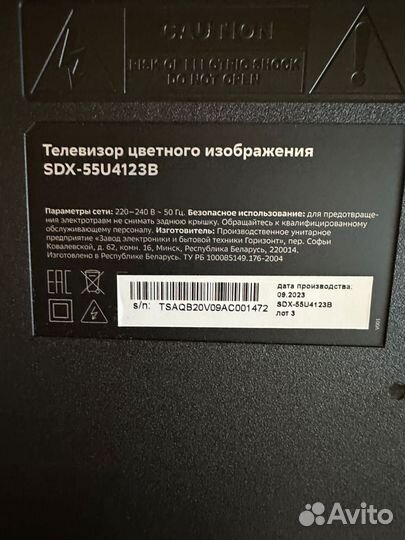 CAUTION
RISK OF ELECTRIC SHOCK
DO NOT OPEN
Телевизор цветного изображения
SDX-55U4123B
Параметры сети: 220–240 В ~ 50 Гц. Безопасное использование: для предотвраще-
ния электротравм не снимать заднюю крышку. Обращайтесь к квалифицированному
обслуживающему персоналу. Изготовитель: Производственное унитарное
предприятие «Завод электроники и бытовой техники Горизонт», пер. Софьи
Ковалевской, д. 62, комн. 16, Минск, Республика Беларусь, 220014.
Изготовлено в Республике Беларусь. ТУ РБ 100085149.176-2004
EAC
s/n: TSAQB20V09AC001472
дата производства:
09.2023
SDX-55U4123B
лот 3
V001
Avito